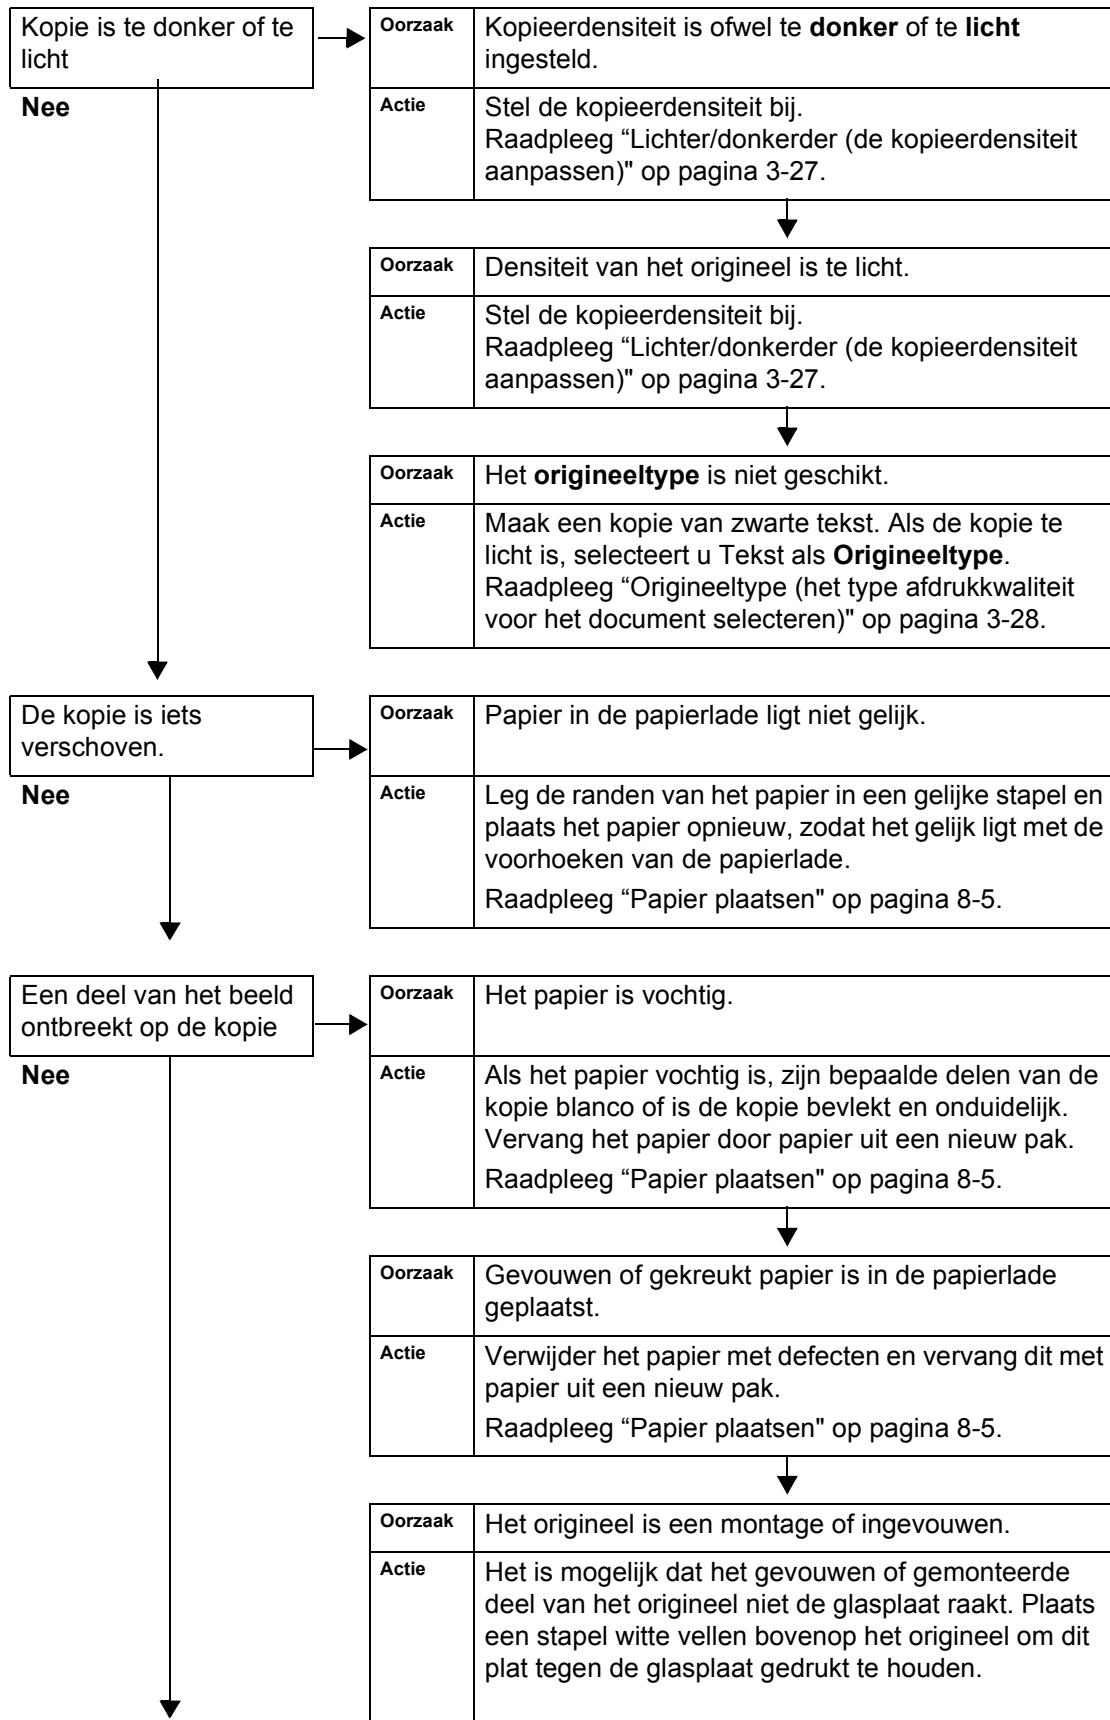 Kopie is te donker of te
licht
Nee
Oorzaak
Kopieerdensiteit is ofwel te donker of te licht
ingesteld.
Actie
Stel de kopieerdensiteit bij.
Raadpleeg “Lichter/donkerder (de kopieerdensiteit
aanpassen)" op pagina 3-27.
Oorzaak
Densiteit van het origineel is te licht.
Actie
Stel de kopieerdensiteit bij.
Raadpleeg “Lichter/donkerder (de kopieerdensiteit
aanpassen)" op pagina 3-27.
Oorzaak
Het origineeltype is niet geschikt.
Actie
Maak een kopie van zwarte tekst. Als de kopie te
licht is, selecteert u Tekst als Origineeltype.
Raadpleeg “Origineeltype (het type afdrukkwaliteit
voor het document selecteren)" op pagina 3-28.
De kopie is iets
verschoven.
Nee
Oorzaak
Papier in de papierlade ligt niet gelijk.
Actie
Leg de randen van het papier in een gelijke stapel en
plaats het papier opnieuw, zodat het gelijk ligt met de
voorhoeken van de papierlade.
Raadpleeg “Papier plaatsen" op pagina 8-5.
Een deel van het beeld
ontbreekt op de kopie
Nee
Oorzaak
Het papier is vochtig.
Actie
Als het papier vochtig is, zijn bepaalde delen van de
kopie blanco of is de kopie bevlekt en onduidelijk.
Vervang het papier door papier uit een nieuw pak.
Raadpleeg “Papier plaatsen" op pagina 8-5.
Oorzaak
Gevouwen of gekreukt papier is in de papierlade
geplaatst.
Actie
Verwijder het papier met defecten en vervang dit met
papier uit een nieuw pak.
Raadpleeg “Papier plaatsen" op pagina 8-5.
Oorzaak
Het origineel is een montage of ingevouwen.
Actie
Het is mogelijk dat het gevouwen of gemonteerde
deel van het origineel niet de glasplaat raakt. Plaats
een stapel witte vellen bovenop het origineel om dit
plat tegen de glasplaat gedrukt te houden.